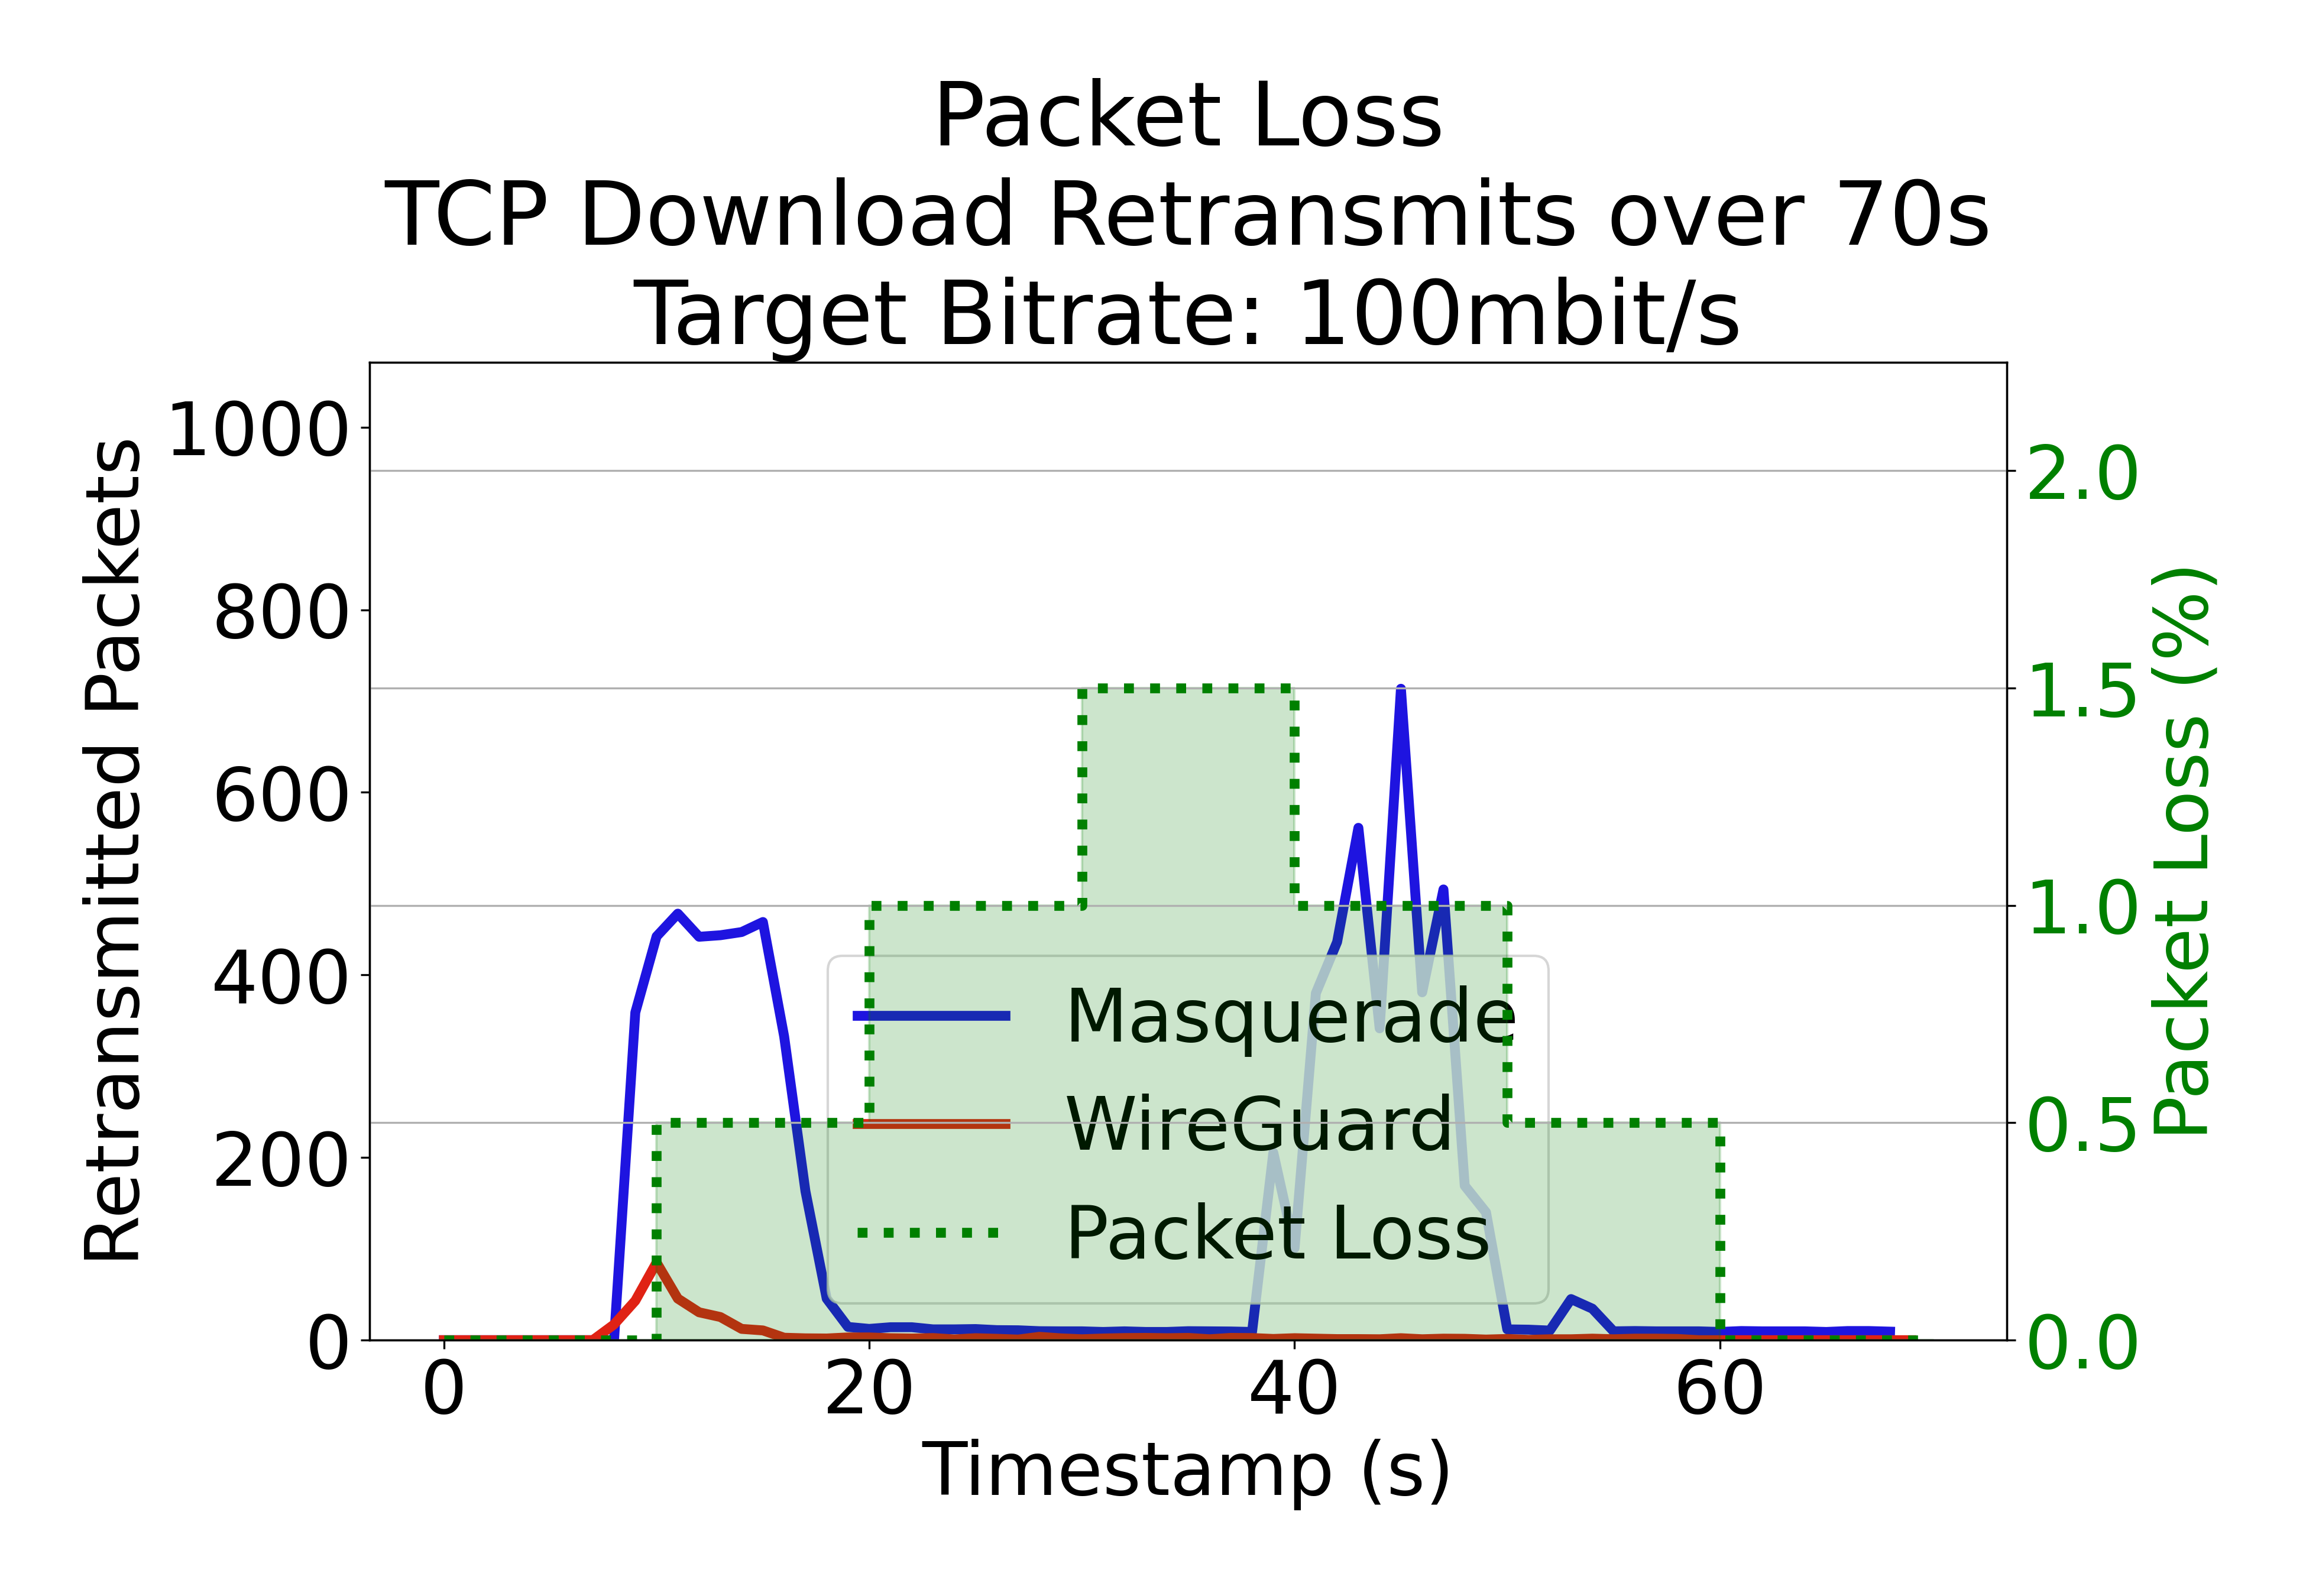 Packet Loss
TCP Download Retransmits over 70s
Target Bitrate: 100mbit/s
Retransmitted Packets
1000
800
600
400
200
0
2.0
1.5
1.0
0.5
0.0
Packet Loss (%)
Masquerade
WireGuard
Packet Loss
0
20
40
60
Timestamp (s)